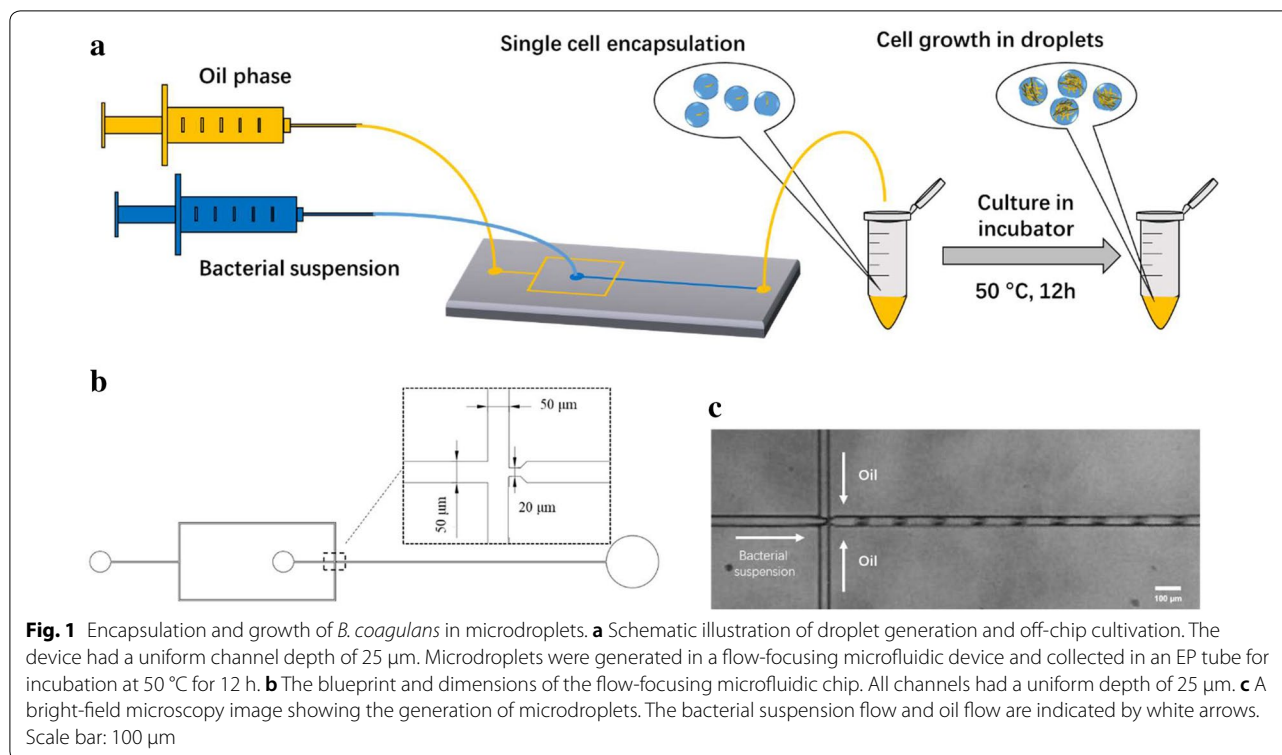 a
Oil phase
Bacterial suspension
Single cell encapsulation
Cell growth in droplets
Culture in
incubator
50 °C, 12h
b
50 μm
50 μm
20 μm
c
Oil
Bacterial
suspension
Oil
100 μm
Fig. 1 Encapsulation and growth of B. coagulans in microdroplets. a Schematic illustration of droplet generation and off-chip cultivation. The
device had a uniform channel depth of 25 μm. Microdroplets were generated in a flow-focusing microfluidic device and collected in an EP tube for
incubation at 50 °C for 12 h. b The blueprint and dimensions of the flow-focusing microfluidic chip. All channels had a uniform depth of 25 μm. c A
bright-field microscopy image showing the generation of microdroplets. The bacterial suspension flow and oil flow are indicated by white arrows.
Scale bar: 100 μm